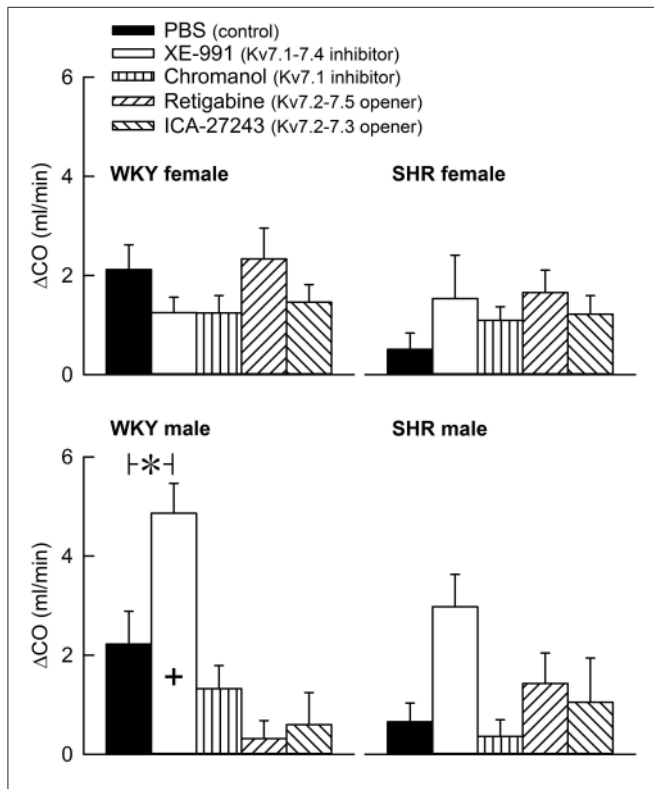 PBS (control)
XE-991 (Kv7.1-7.4 inhibitor)
Chromanol (Kv7.1 inhibitor)
Retigabine (Kv7.2-7.5 opener)
ICA-27243 (Kv7.2-7.3 opener)
6
4
2
0
ΔCO (ml/min)
WKY female
SHR female
WKY male
SHR male
6
4
2
0
ΔCO (ml/min)
*
+